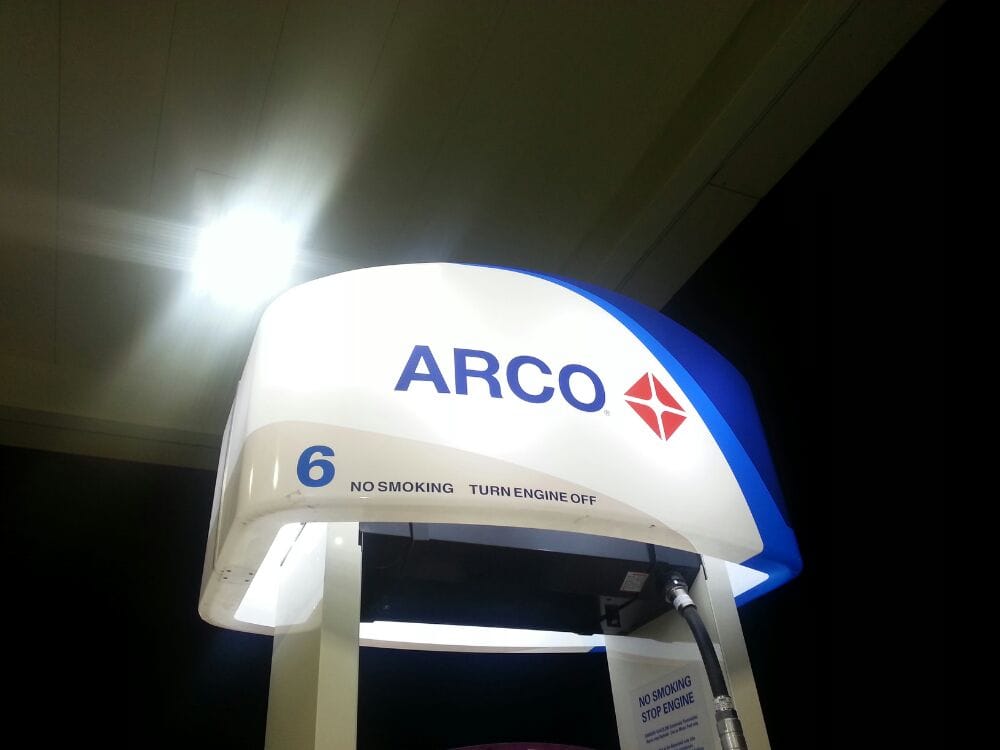 ARCO®
6
NO SMOKING TURN ENGINE OFF
NO SMOKING
STOP ENGINE